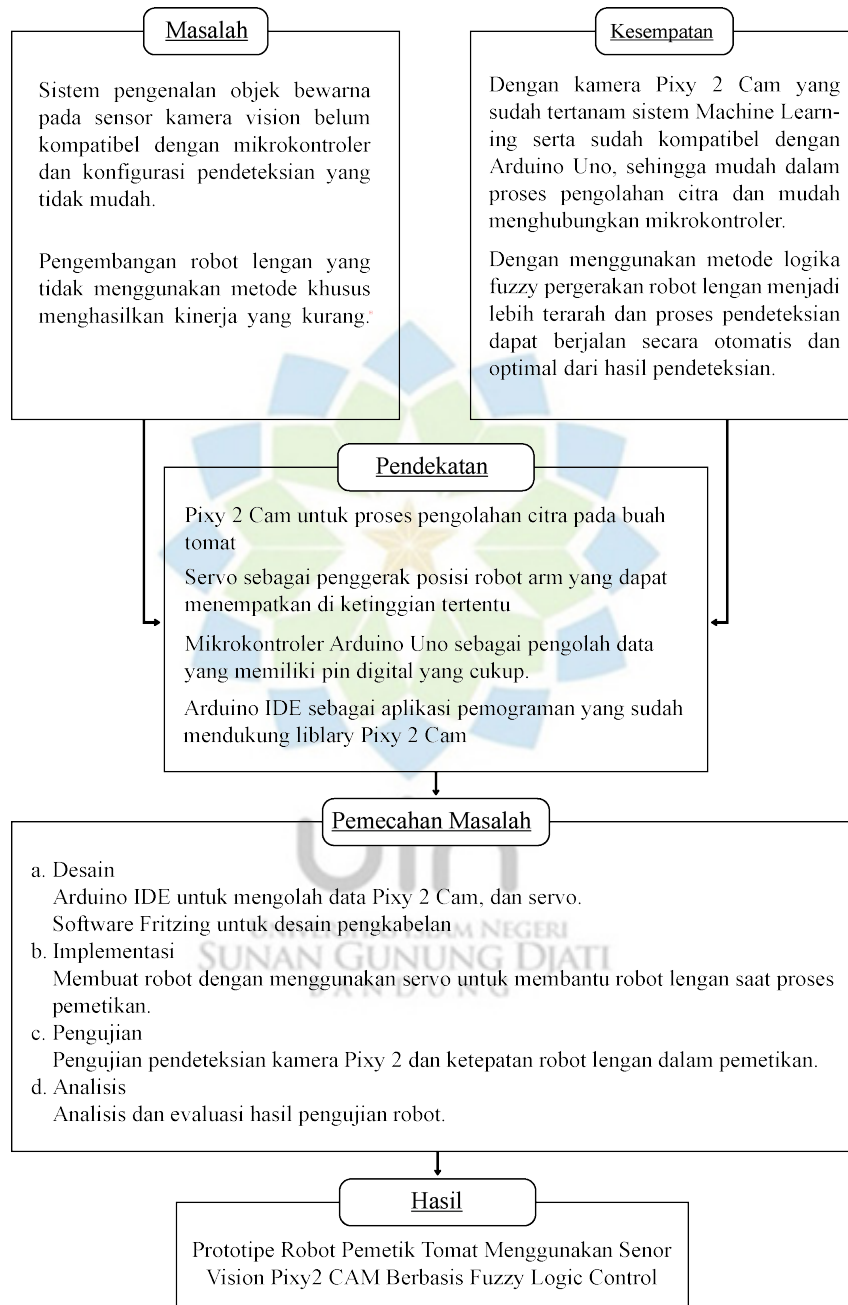 Masalah
Sistem pengenalan objek bewarna
pada sensor kamera vision belum
kompatibel dengan mikrokontroler
dan konfigurasi pendeteksian yang
tidak mudah.
Pengembangan robot lengan yang
tidak menggunakan metode khusus
menghasilkan kinerja yang kurang.
Kesempatan
Dengan kamera Pixy 2 Cam yang
sudah tertanam sistem Machine Learn-
ing serta sudah kompatibel dengan
Arduino Uno, sehingga mudah dalam
proses pengolahan citra dan mudah
menghubungkan mikrokontroler.
Dengan menggunakan metode logika
fuzzy pergerakan robot lengan menjadi
lebih terarah dan proses pendeteksian
dapat berjalan secara otomatis dan
optimal dari hasil pendeteksian.
Pendekatan
Pixy 2 Cam untuk proses pengolahan citra pada buah
tomat
Servo sebagai penggerak posisi robot arm yang dapat
menempatkan di ketinggian tertentu
Mikrokontroler Arduino Uno sebagai pengolah data
yang memiliki pin digital yang cukup.
Arduino IDE sebagai aplikasi pemograman yang sudah
mendukung liblary Pixy 2 Cam
Pemecahan Masalah
a. Desain
Arduino IDE untuk mengolah data Pixy 2 Cam, dan servo.
Software Fritzing untuk desain pengkabelan
b. Implementasi
Membuat robot dengan menggunakan servo untuk membantu robot lengan saat proses
pemetikan.
c. Pengujian
Pengujian pendeteksian kamera Pixy 2 dan ketepatan robot lengan dalam pemetikan.
d. Analisis
Analisis dan evaluasi hasil pengujian robot.
uin
UNIVERSITAS ISLAM NEGERI
SUNAN GUNUNG DJATI
BANDUNG
Hasil
Prototipe Robot Pemetik Tomat Menggunakan Senor
Vision Pixy2 CAM Berbasis Fuzzy Logic Control